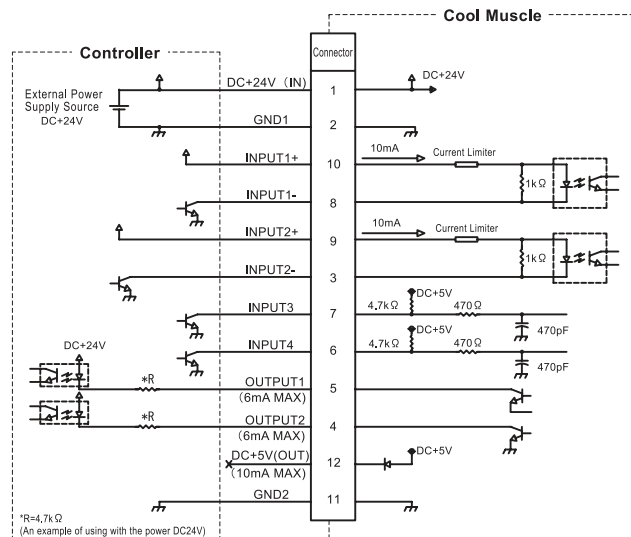 Cool Muscle
Controller
Connector
External Power
Supply Source
DC+24V
DC+24V (IN)
1
DC+24V
GND1
2
INPUT1+
10
10mA
Current Limiter
1kΩ
INPUT1-
8
INPUT2+
9
10mA
Current Limiter
1kΩ
INPUT2-
3
DC+5V
INPUT3
7
4.7kΩ
470Ω
470pF
DC+5V
INPUT4
6
4.7kΩ
470Ω
470pF
DC+24V
*R
OUTPUT1
(6mA MAX)
5
*R
OUTPUT2
(6mA MAX)
4
DC+5V(OUT)
(10mA MAX)
12
DC+5V
GND2
11
*R=4,7kΩ
(An example of using with the power DC24V)